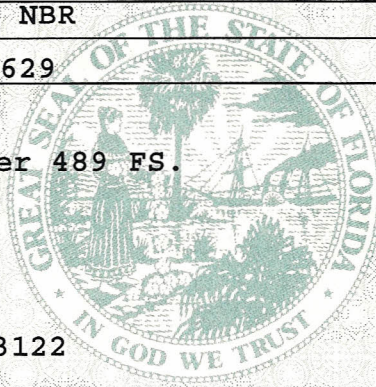 NBR
629
er 489 FS.
3122
GREAT SEAL OF THE STATE OF FLORIDA
IN GOD WE TRUST